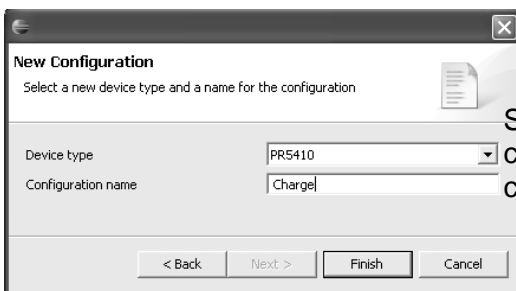 New Configuration
Select a new device type and a name for the configuration
Device type
PR5410
Configuration name
Charge
< Back
Next >
Finish
Cancel